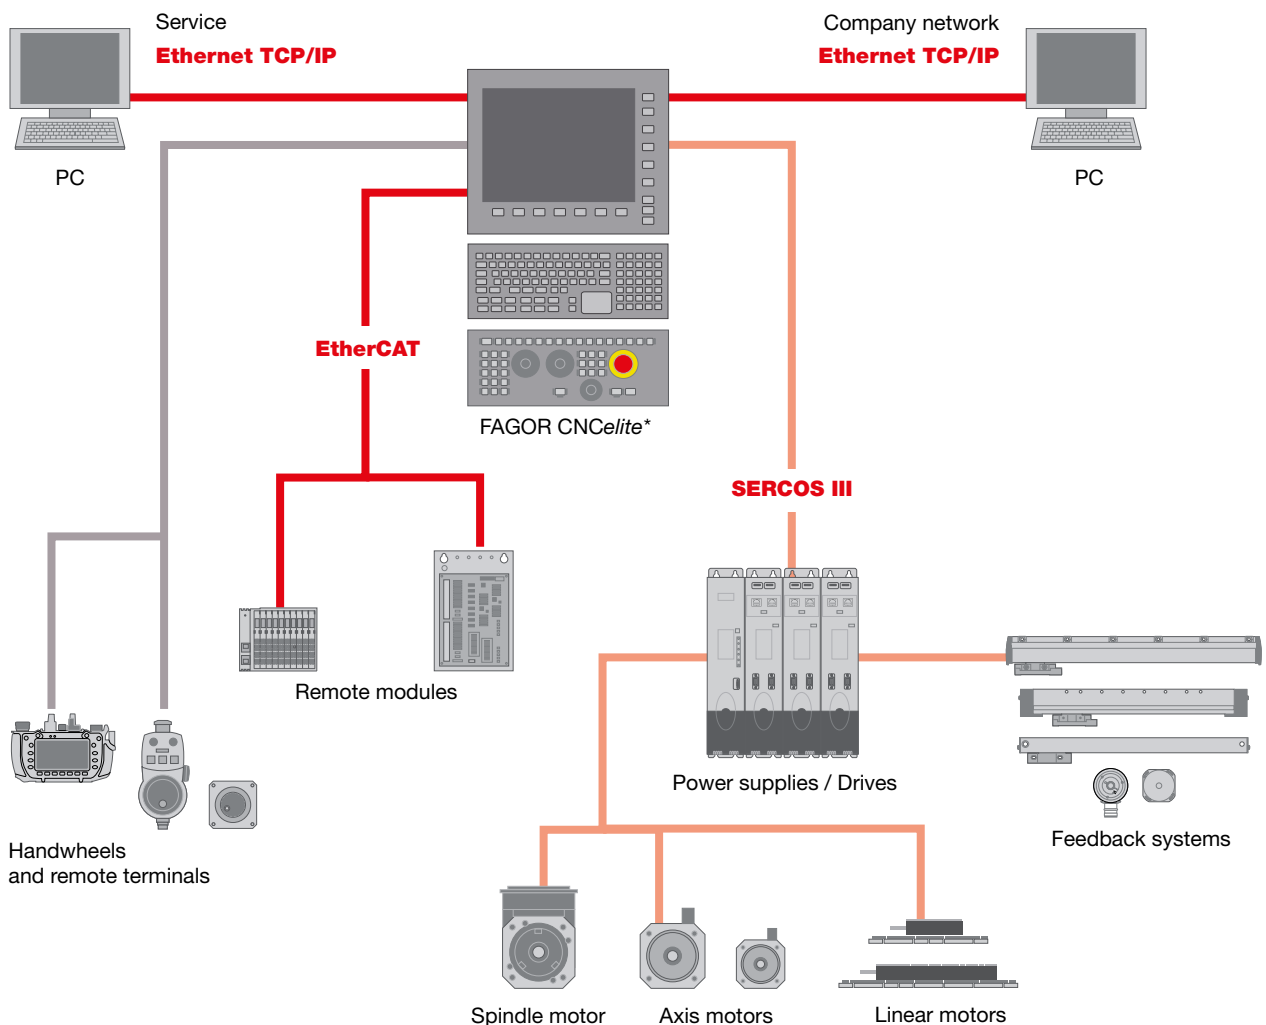 Service
Ethernet TCP/IP
Company network
Ethernet TCP/IP
PC
PC
EtherCAT
FAGOR CNCelite*
SERCOS III
Remote modules
Power supplies / Drives
Handwheels
and remote terminals
Feedback systems
Spindle motor
Axis motors
Linear motors